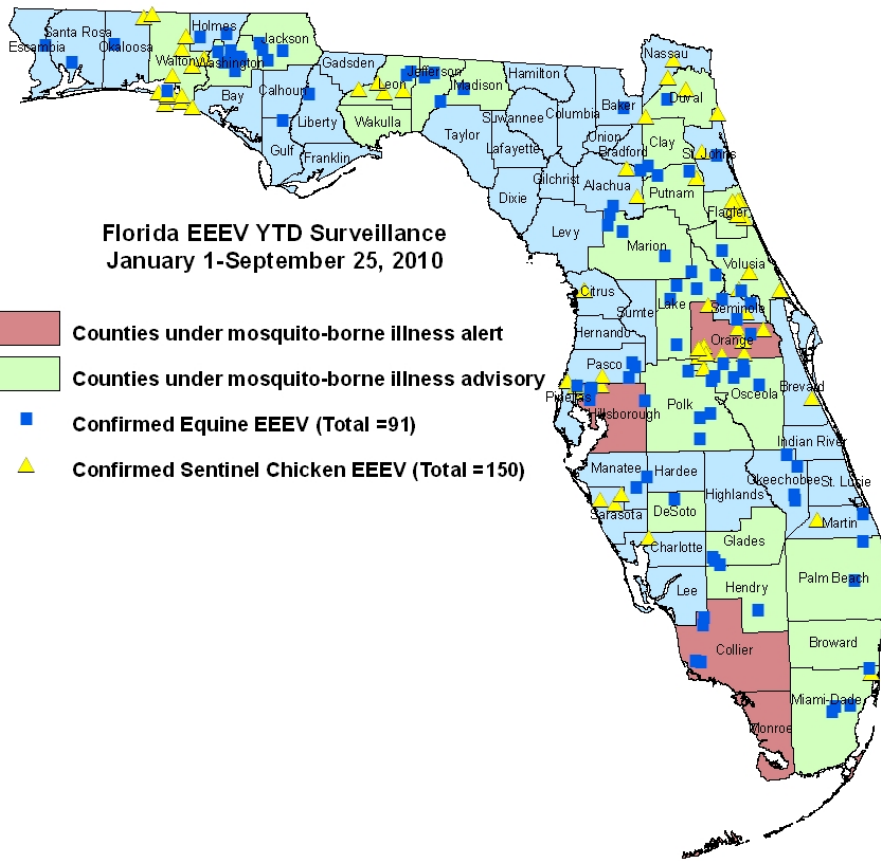 Florida EEEV YTD Surveillance
January 1-September 25, 2010
Counties under mosquito-borne illness alert
Counties under mosquito-borne illness advisory
Confirmed Equine EEEV (Total =91)
Confirmed Sentinel Chicken EEEV (Total =150)
Escambia
Santa Rosa
Okaloosa
Walton
Holmes
Washington
Jackson
Bay
Calhoun
Gulf
Liberty
Franklin
Gadsden
Leon
Wakulla
Jefferson
Madison
Taylor
Hamilton
Suwannee
Lafayette
Dixie
Columbia
Gilchrist
Levy
Baker
Union
Bradford
Alachua
Nassau
Duval
Clay
St Johns
Putnam
Flagler
Marion
Volusia
Citrus
Sumte
Lake
Hernando
Seminole
Orange
Pasco
Pinellas
Hillsborough
Polk
Osceola
Brevard
Indian River
Manatee
Hardee
Highlands
Okeechobee
St. Lucie
Sarasota
DeSoto
Martin
Charlotte
Glades
Lee
Hendry
Palm Beach
Collier
Broward
Monroe
Miami-Dade